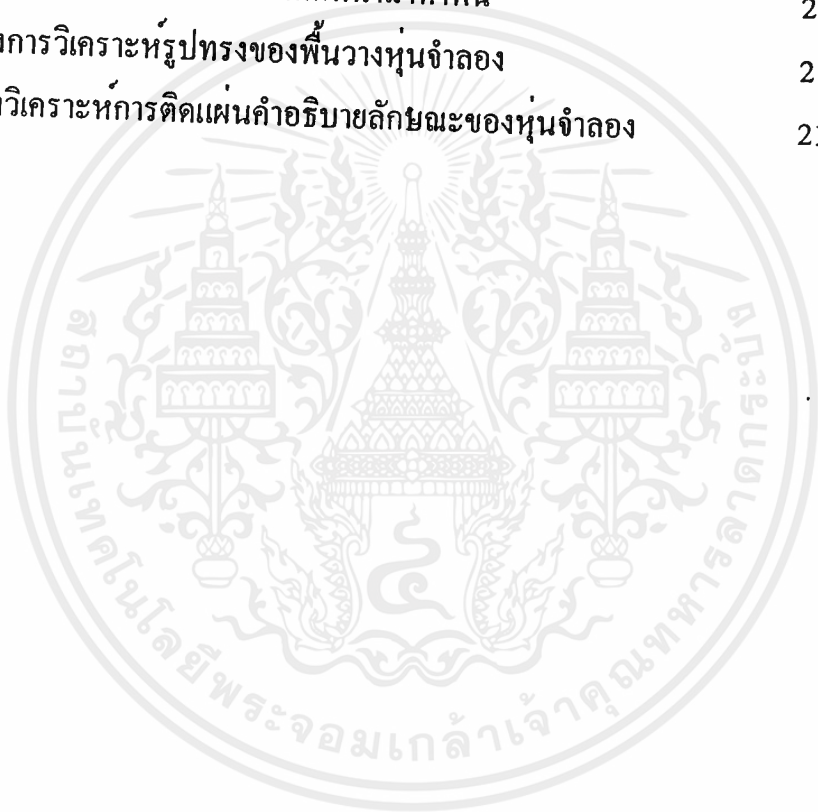 2
งการวิเคราะห์รูปทรงของพื้นวางหุ่นจำลอง 2
วิเคราะห์การติดแผ่นคำอธิบายลักษณะของหุ่นจำลอง 2
สถาบันเทคโนโลยีพระจอมเกล้าเจ้าคุณทหารลาดกระบัง
๔